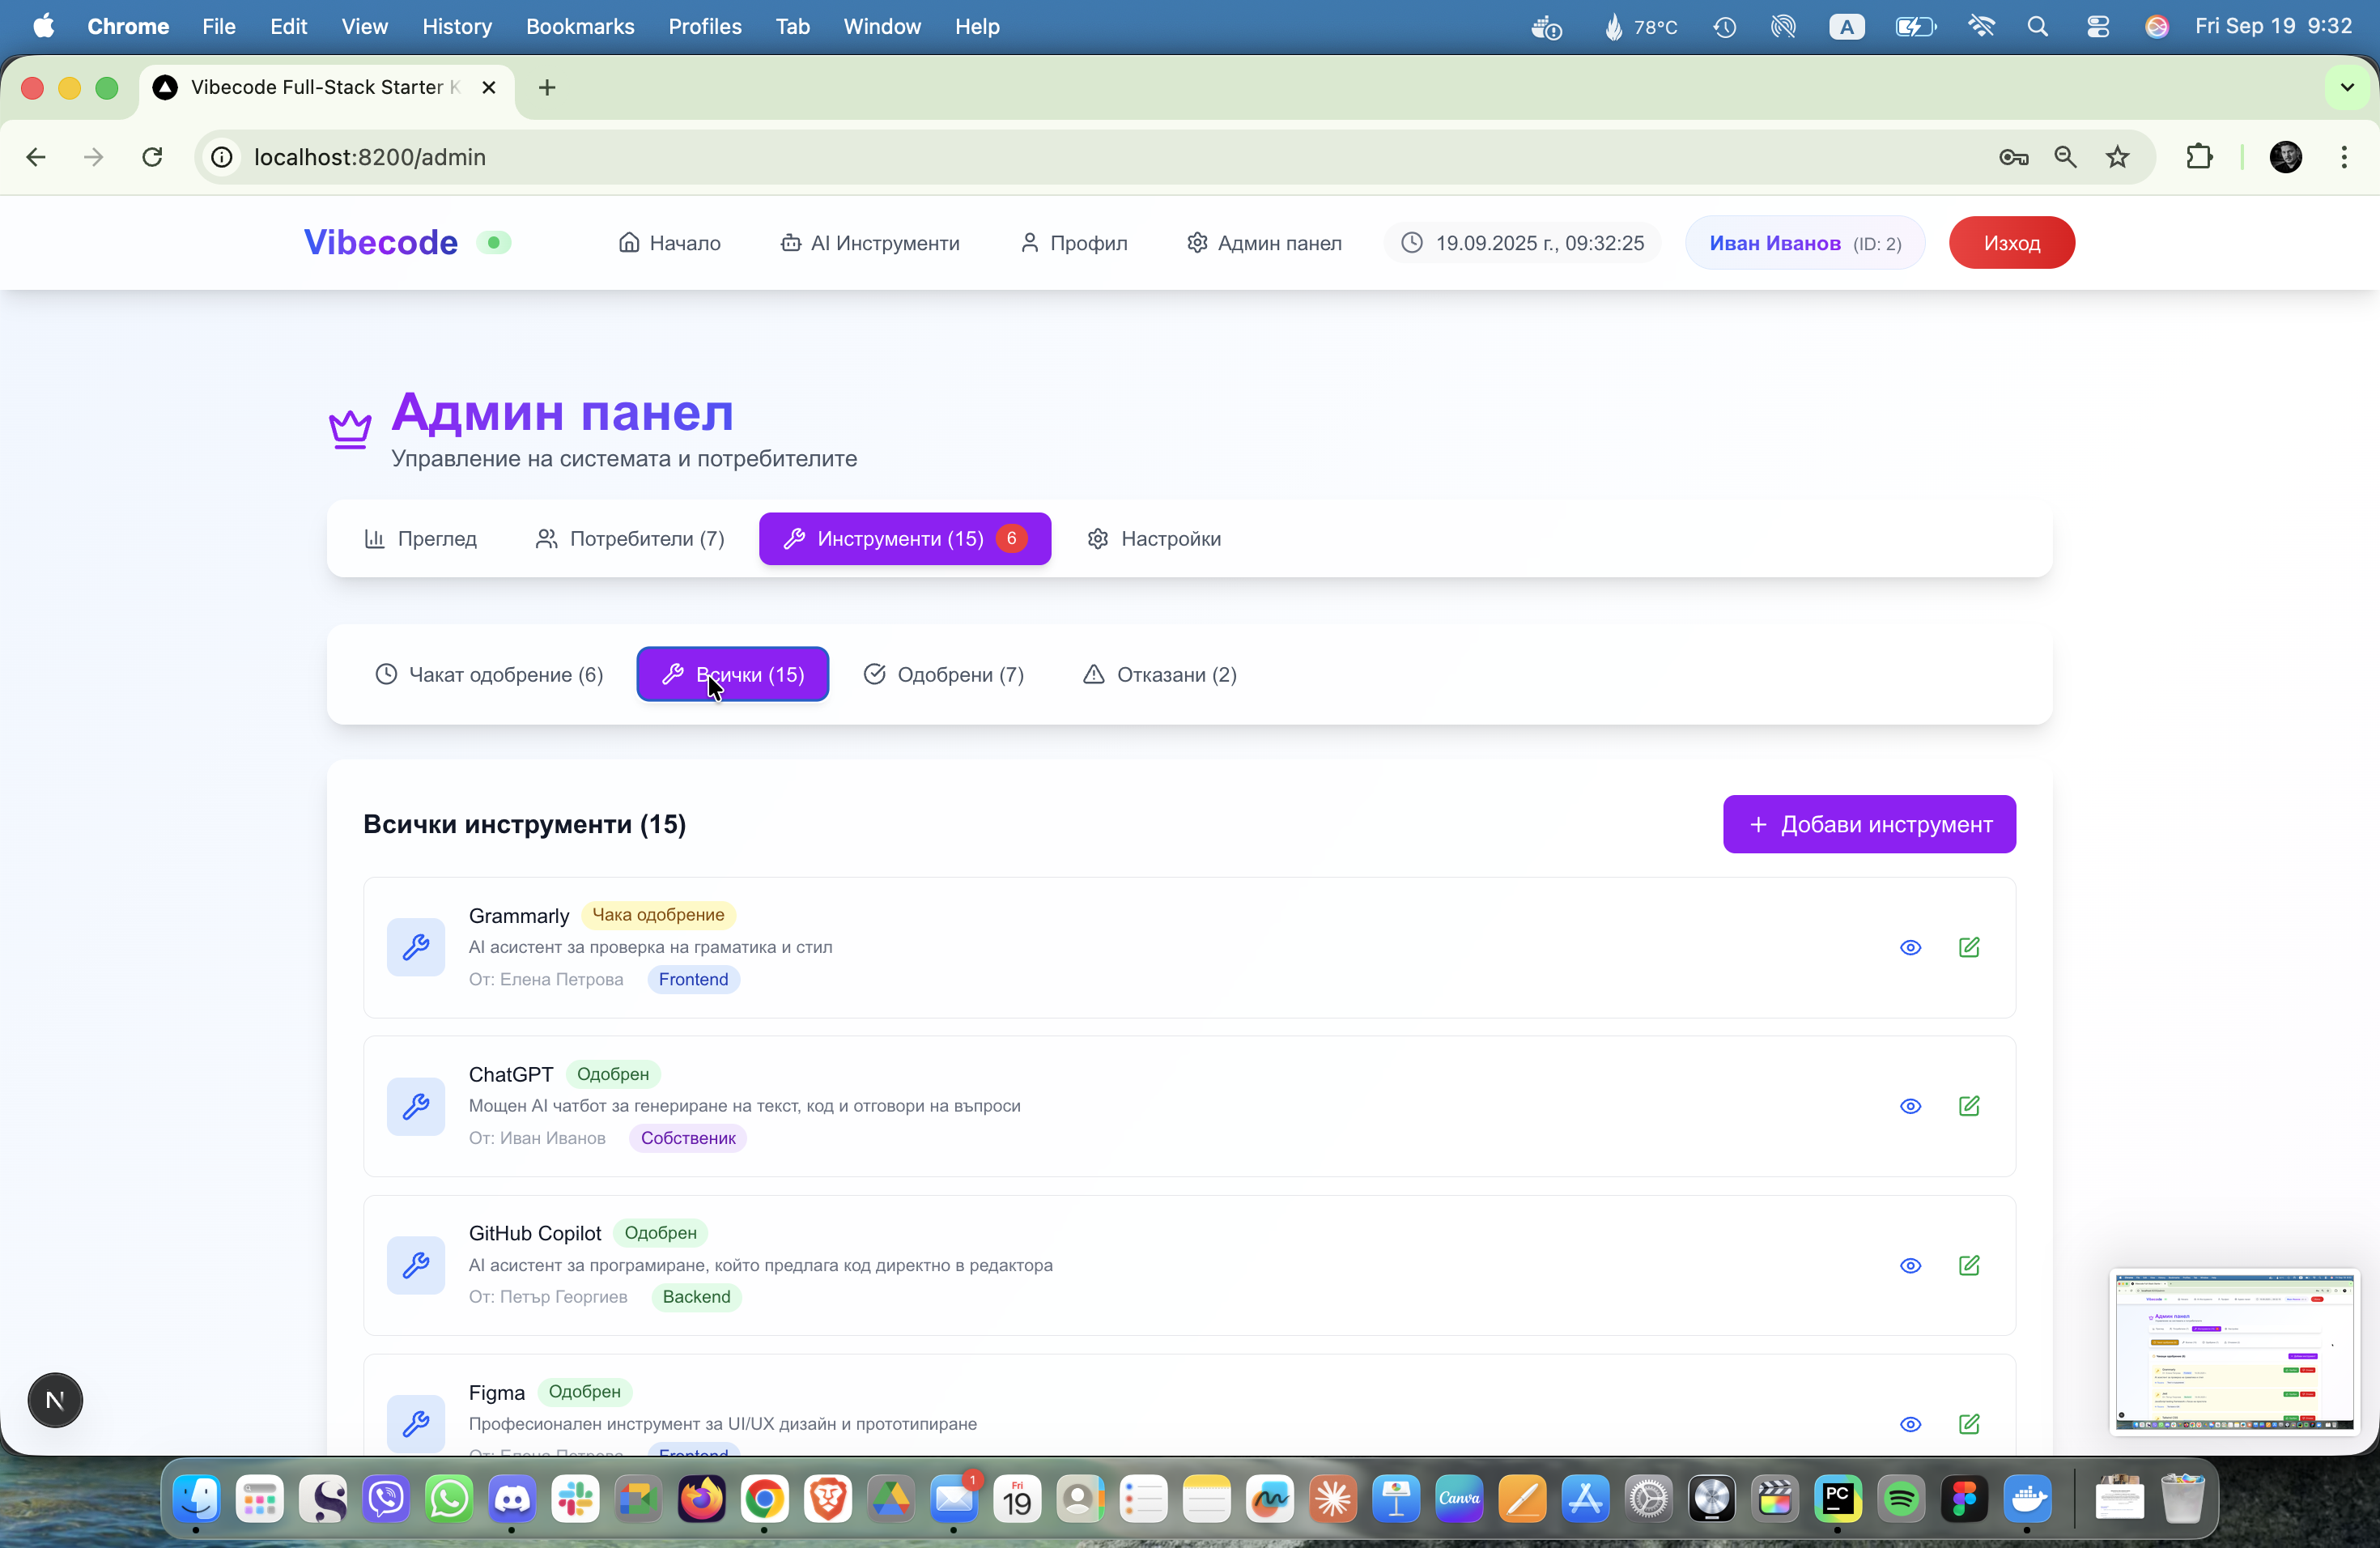 Chrome File Edit View History Bookmarks Profiles Tab Window Help 78°C A Fri Sep 19 9:32
Vibecode Full-Stack Starter K
localhost:8200/admin
Vibecode Начало AI Инструменти Профил Админ панел 19.09.2025 г., 09:32:25 Иван Иванов (ID: 2) Изход
Админ панел
Управление на системата и потребителите
Преглед Потребители (7) Инструменти (15) 6 Настройки
Чакат одобрение (6) Всички (15) Одобрени (7) Отказани (2)
Всички инструменти (15) + Добави инструмент
Grammarly Чака одобрение
AI асистент за проверка на граматика и стил
От: Елена Петрова Frontend
ChatGPT Одобрен
Мощен AI чатбот за генериране на текст, код и отговори на въпроси
От: Иван Иванов Собственик
GitHub Copilot Одобрен
AI асистент за програмиране, който предлага код директно в редактора
От: Петър Георгиев Backend
Figma Одобрен
Професионален инструмент за UI/UX дизайн и прототипиране
От: Елена Петрова Frontend
N
1
Fri
19
Canva
PC